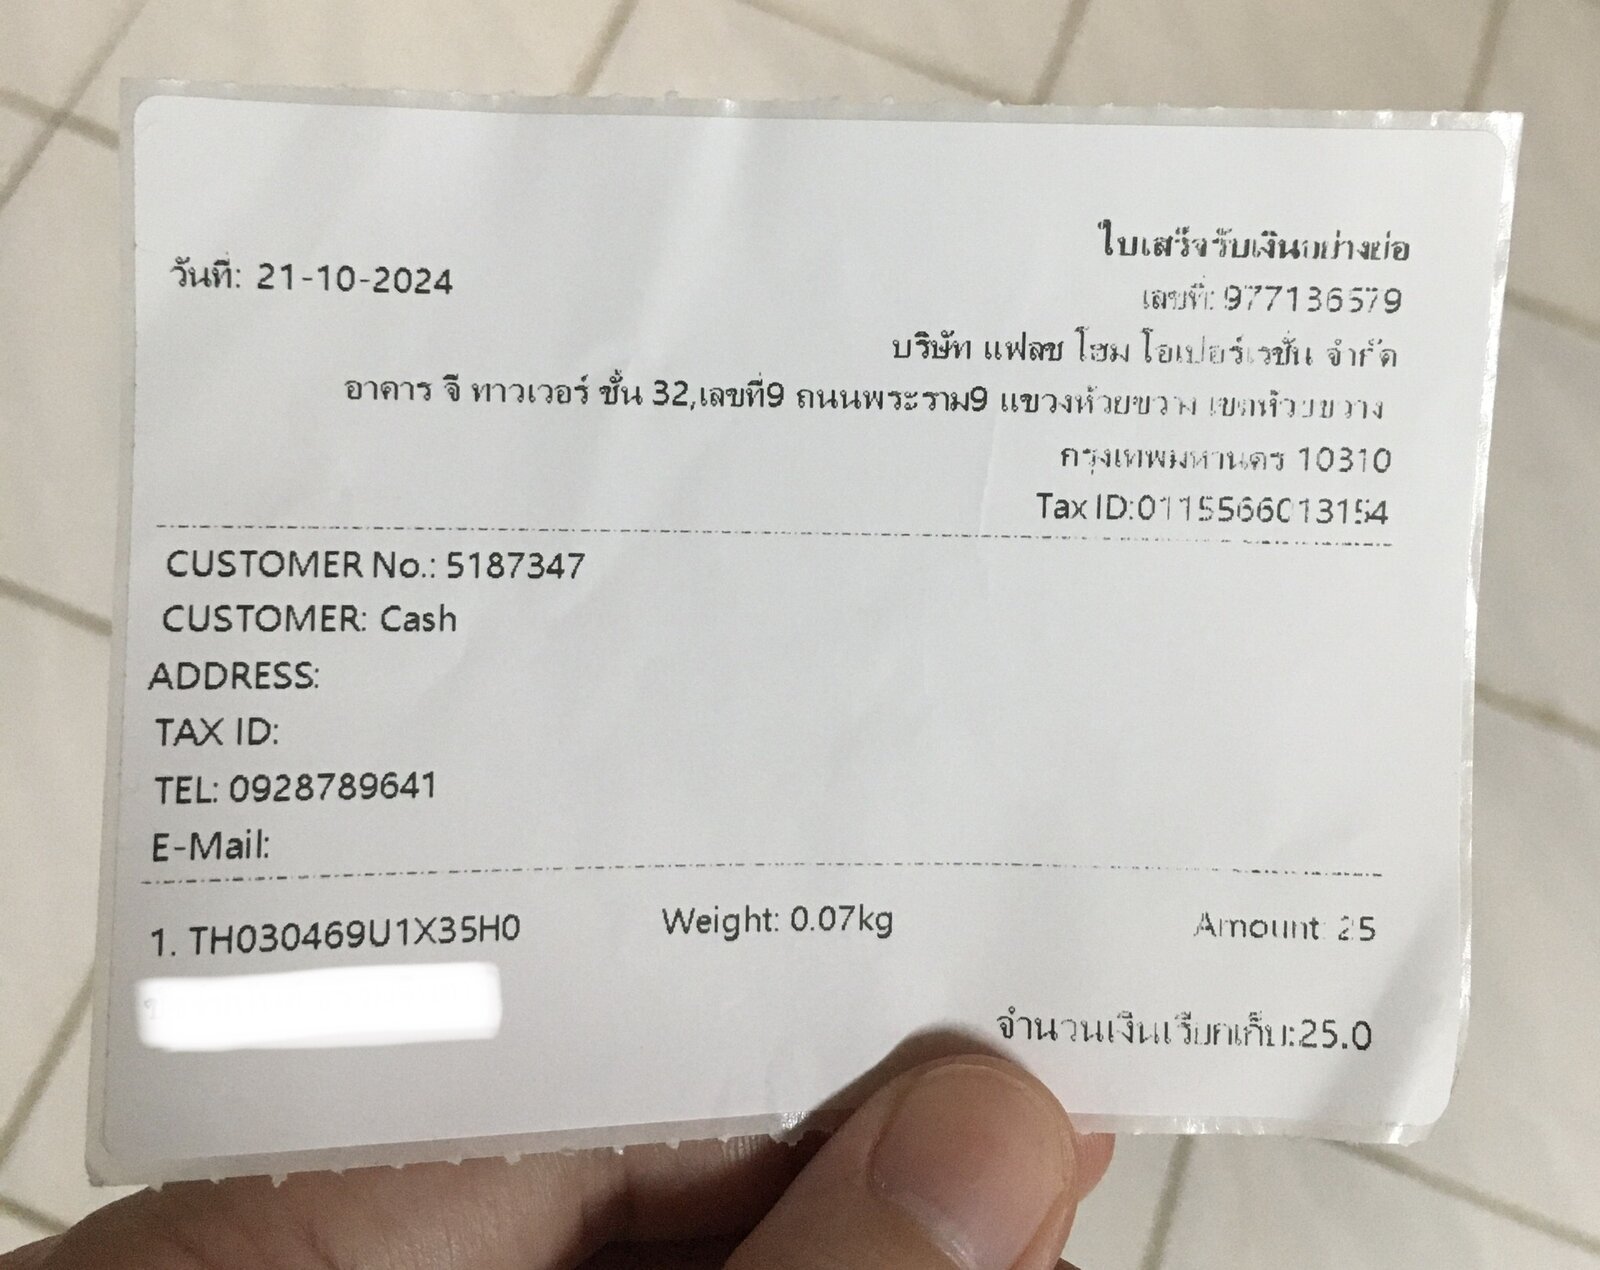 ใบเสร็จรับเงินอย่างย่อ
วันที่: 21-10-2024
เลขที่: 977136579
บริษัท แฟลช โฮม โอเปอร์เรชั่น จำกัด
อาคาร จี ทาวเวอร์ ชั้น 32,เลขที่9 ถนนพระราม9 แขวงห้วยขวาง เขตห้วยขวาง
กรุงเทพมหานคร 10310
Tax ID:0115566013154
CUSTOMER No.: 5187347
CUSTOMER: Cash
ADDRESS:
TAX ID:
TEL: 0928789641
E-Mail:
1. TH030469U1X35H0 Weight: 0.07kg Amount: 25
จำนวนเงินเรียกเก็บ:25.0